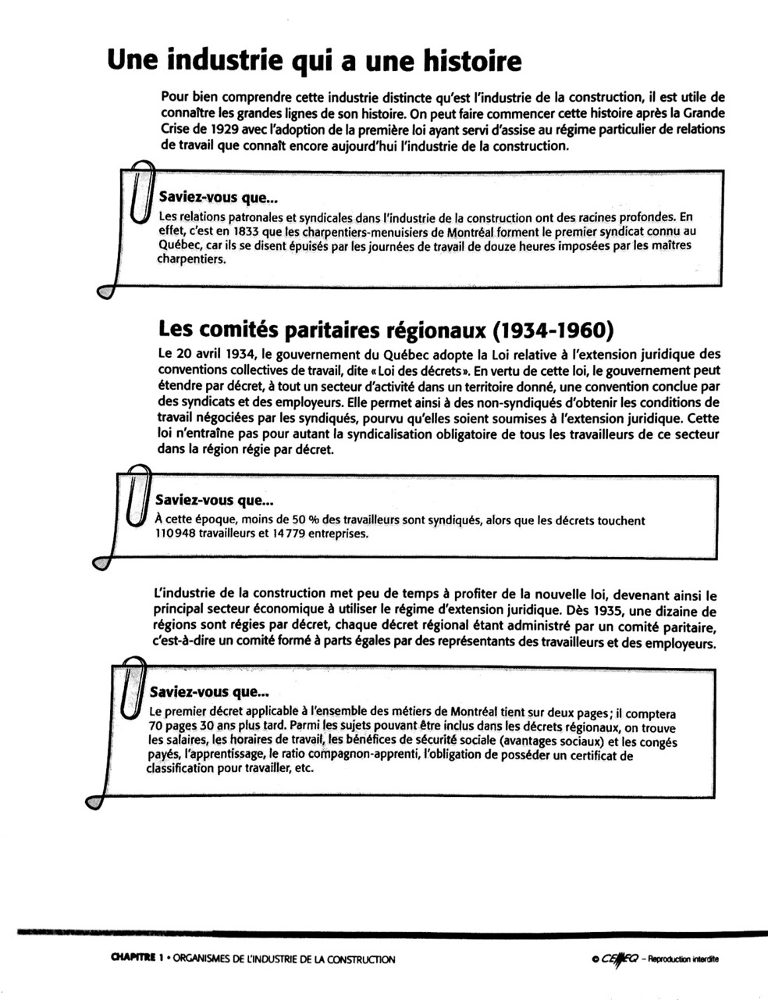 Une industrie qui a une histoire
Pour bien comprendre cette industrie distincte qu'est l'industrie de la construction, il est utile de
connaître les grandes lignes de son histoire. On peut faire commencer cette histoire après la Grande
Crise de 1929 avec l'adoption de la première loi ayant servi d'assise au régime particulier de relations
de travail que connaît encore aujourd'hui l'industrie de la construction.
Saviez-vous que...
Les relations patronales et syndicales dans l'industrie de la construction ont des racines profondes. En
effet, c'est en 1833 que les charpentiers-menuisiers de Montréal forment le premier syndicat connu au
Québec, car ils se disent épuisés par les journées de travail de douze heures imposées par les maîtres
charpentiers.
Les comités paritaires régionaux (1934-1960)
Le 20 avril 1934, le gouvernement du Québec adopte la Loi relative à l'extension juridique des
conventions collectives de travail, dite « Loi des décrets ». En vertu de cette loi, le gouvernement peut
étendre par décret, à tout un secteur d'activité dans un territoire donné, une convention conclue par
des syndicats et des employeurs. Elle permet ainsi à des non-syndiqués d'obtenir les conditions de
travail négociées par les syndiqués, pourvu qu'elles soient soumises à l'extension juridique. Cette
loi n'entraîne pas pour autant la syndicalisation obligatoire de tous les travailleurs de ce secteur
dans la région régie par décret.
Saviez-vous que...
À cette époque, moins de 50 % des travailleurs sont syndiqués, alors que les décrets touchent
110 948 travailleurs et 14 779 entreprises.
L'industrie de la construction met peu de temps à profiter de la nouvelle loi, devenant ainsi le
principal secteur économique à utiliser le régime d'extension juridique. Dès 1935, une dizaine de
régions sont régies par décret, chaque décret régional étant administré par un comité paritaire,
c'est-à-dire un comité formé à parts égales par des représentants des travailleurs et des employeurs.
Saviez-vous que...
Le premier décret applicable à l'ensemble des métiers de Montréal tient sur deux pages ; il comptera
70 pages 30 ans plus tard. Parmi les sujets pouvant être inclus dans les décrets régionaux, on trouve
les salaires, les horaires de travail, les bénéfices de sécurité sociale (avantages sociaux) et les congés
payés, l'apprentissage, le ratio compagnon-apprenti, l'obligation de posséder un certificat de
classification pour travailler, etc.
CHAPITRE 1 • ORGANISMES DE L'INDUSTRIE DE LA CONSTRUCTION
© CEMEQ – Reproduction interdite